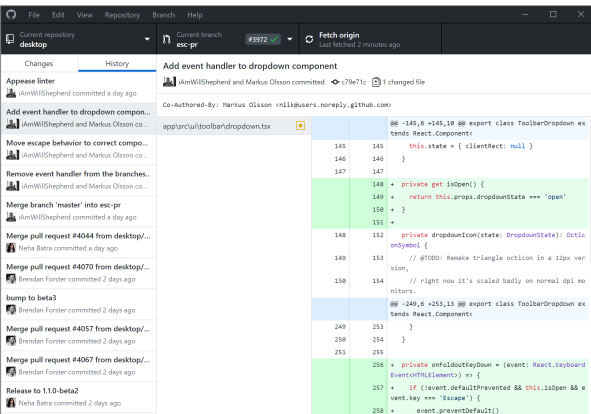 File Edit View Repository Branch Help
Current repository
desktop
Current branch
esc-pr
#3972
Fetch origin
Last fetched 2 minutes ago
Changes
History
Appease linter
iAmWillShepherd committed a day ago
Add event handler to dropdown compon...
iAmWillShepherd and Markus Olsson co...
Move escape behavior to correct compo...
iAmWillShepherd and Markus Olsson co...
Remove event handler from the branches..
iAmWillShepherd and Markus Olsson co...
Merge branch 'master' into esc-pr
iAmWillShepherd committed a day ago
Merge pull request #4044 from desktop/...
Neha Batra committed a day ago
Merge pull request #4070 from desktop/...
Brendan Forster committed 2 days ago
bump to beta3
Brendan Forster committed 2 days ago
Merge pull request #4057 from desktop/...
Brendan Forster committed 2 days ago
Merge pull request #4067 from desktop/...
Brendan Forster committed 2 days ago
Release to 1.1.0-beta2
Neha Batra committed 2 days ago
Add event handler to dropdown component
iAmWillShepherd and Markus Olsson committed c79e71c 1 changed file
Co-Authored-By: Markus Olsson <niik@users.noreply.github.com>
app\src\ui\toolbar\dropdown.tsx
@@ -145,6 +145,10 @@ export class ToolbarDropdown ex
tends React.Component<
145 145 this.state = { clientRect: null }
146 146 }
147 147
148 + private get isOpen() {
149 + return this.props.dropdownState === 'open'
150 + }
151 +
148 152 private dropdownIcon(state: DropdownState): Octic
onSymbol {
149 153 // @TODO: Remake triangle octicon in a 12px ver
sion,
150 154 // right now it's scaled badly on normal dpi mo
nitors.
@@ -249,6 +253,13 @@ export class ToolbarDropdown ex
tends React.Component<
249 253 }
250 254 }
251 255
256 + private onFoldoutKeyDown = (event: React.Keyboard
Event<HTMLElement>) => {
257 + if (!event.defaultPrevented && this.isOpen && e
vent.key === 'Escape') {
258 + event.preventDefault()